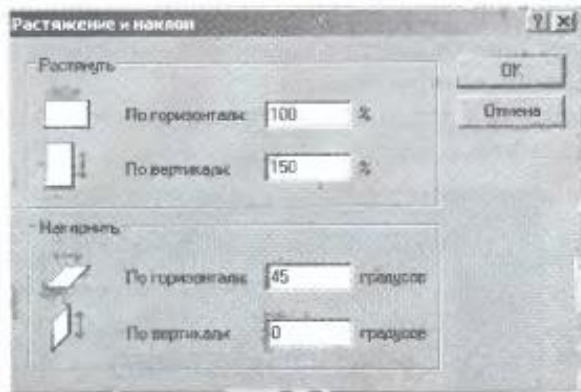 Растяжение и наклон
Растянуть
По горизонтали: 100 %
По вертикали: 150 %
OK
Отмена
Наклонить
По горизонтали: 45 градусов
По вертикали: 0 градусов